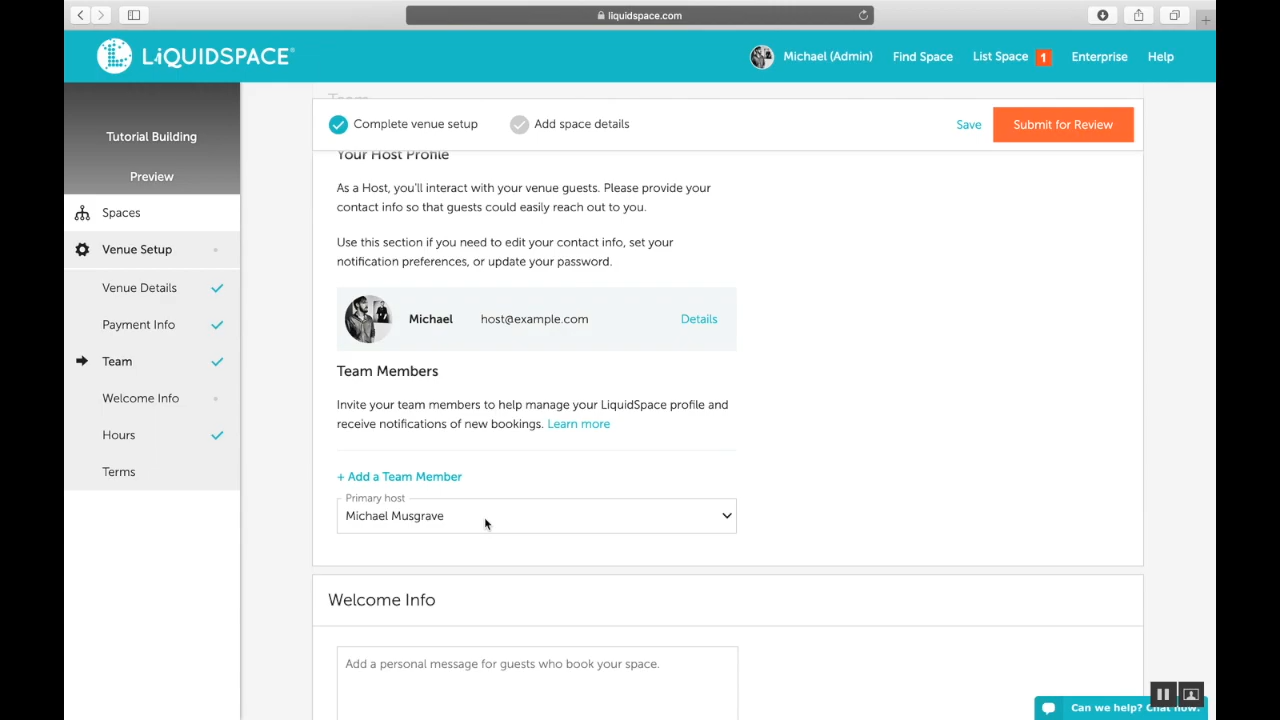 liquidspace.com
LiQUIDSPACE®
Michael (Admin)
Find Space
List Space
1
Enterprise
Help
Tutorial Building
Preview
Spaces
Venue Setup
Venue Details
Payment Info
Team
Welcome Info
Hours
Terms
Team
Complete venue setup
Add space details
Save
Submit for Review
Your Host Profile
As a Host, you'll interact with your venue guests. Please provide your
contact info so that guests could easily reach out to you.
Use this section if you need to edit your contact info, set your
notification preferences, or update your password.
Michael
host@example.com
Details
Team Members
Invite your team members to help manage your LiquidSpace profile and
receive notifications of new bookings. Learn more
+ Add a Team Member
Primary host
Michael Musgrave
Welcome Info
Add a personal message for guests who book your space.
Can we help? Chat now.